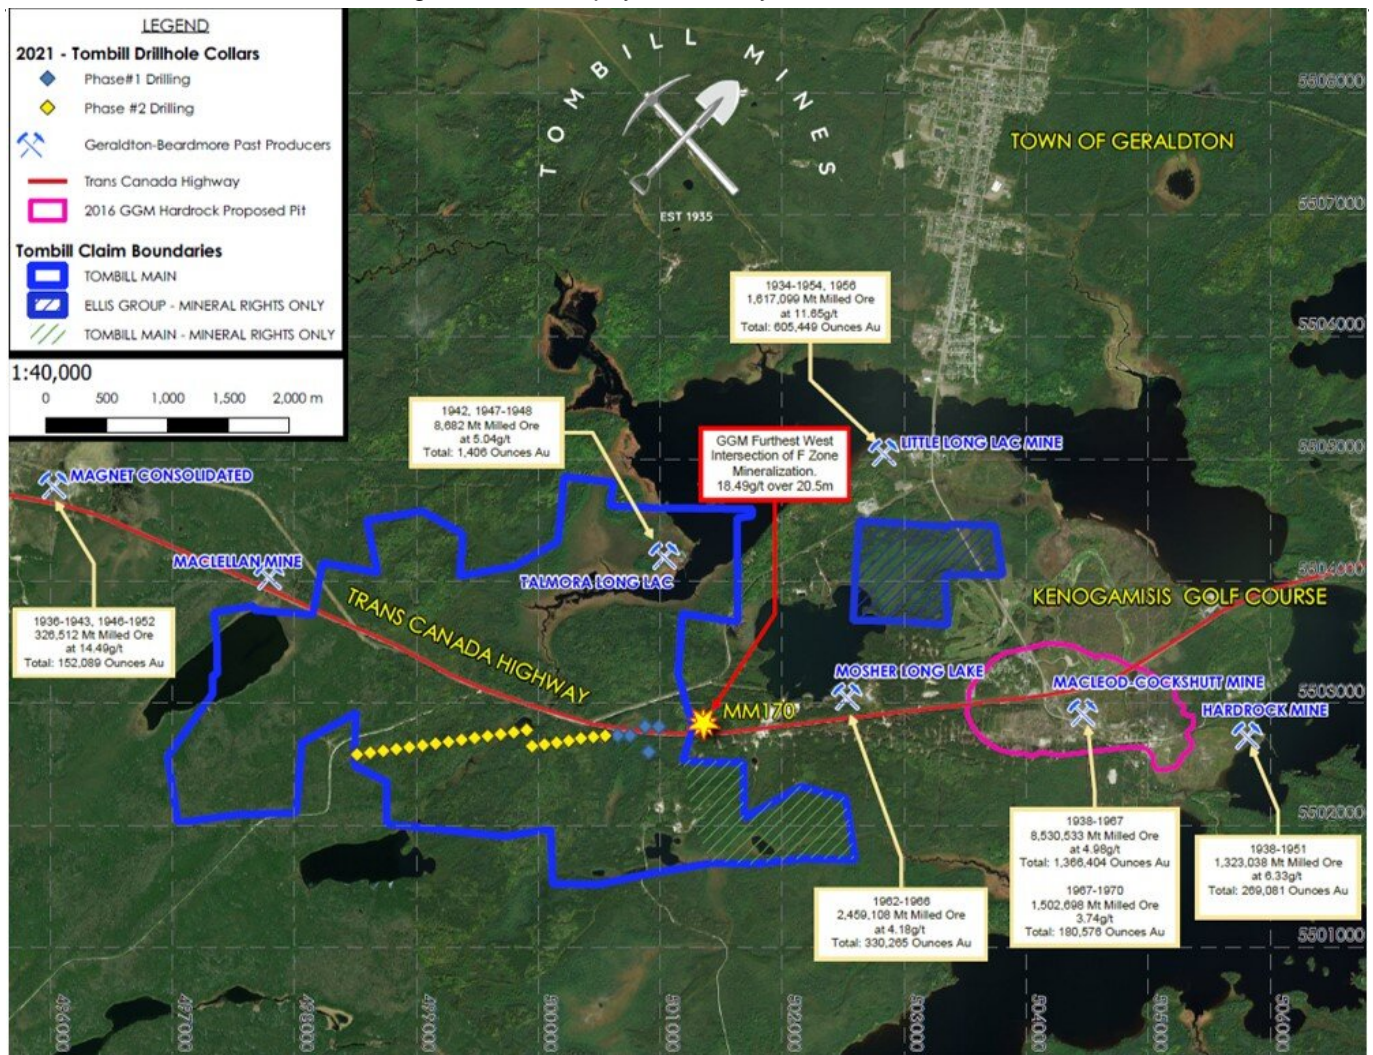 LEGEND
2021 - Tombill Drillhole Collars
Phase#1 Drilling
Phase #2 Drilling
Geraldton-Beardmore Past Producers
Trans Canada Highway
2016 GGM Hardrock Proposed Pit
Tombill Claim Boundaries
TOMBILL MAIN
ELLIS GROUP - MINERAL RIGHTS ONLY
TOMBILL MAIN - MINERAL RIGHTS ONLY
1:40,000
0 500 1,000 1,500 2,000 m
TOMBILL MINES
EST 1935
TOWN OF GERALDTON
5508000
5507000
5506000
5505000
5504000
5503000
5502000
5501000
1934-1954, 1956
1,617,099 Mt Milled Ore
at 11.65g/t
Total: 605,449 Ounces Au
1942, 1947-1948
8,682 Mt Milled Ore
at 5.04g/t
Total: 1,406 Ounces Au
GGM Furthest West
Intersection of F Zone
Mineralization.
18.49g/t over 20.5m
LITTLE LONG LAC MINE
MAGNET CONSOLIDATED
MACLELLAN MINE
TALMORA LONG LAC
TRANS CANADA HIGHWAY
KENOGAMISIS GOLF COURSE
1936-1943, 1946-1952
326,512 Mt Milled Ore
at 14.49g/t
Total: 152,089 Ounces Au
MOSHER LONG LAKE
MACLEOD-COCKSHUTT MINE
HARDROCK MINE
MM170
1938-1967
8,530,533 Mt Milled Ore
at 4.98g/t
Total: 1,366,404 Ounces Au
1967-1970
1,502,698 Mt Milled Ore
3.74g/t
Total: 180,576 Ounces Au
1938-1951
1,323,038 Mt Milled Ore
at 6.33g/t
Total: 269,081 Ounces Au
1962-1966
2,459,108 Mt Milled Ore
at 4.18g/t
Total: 330,265 Ounces Au
496000
497000
498000
499000
500000
501000
502000
503000
504000
505000
506000